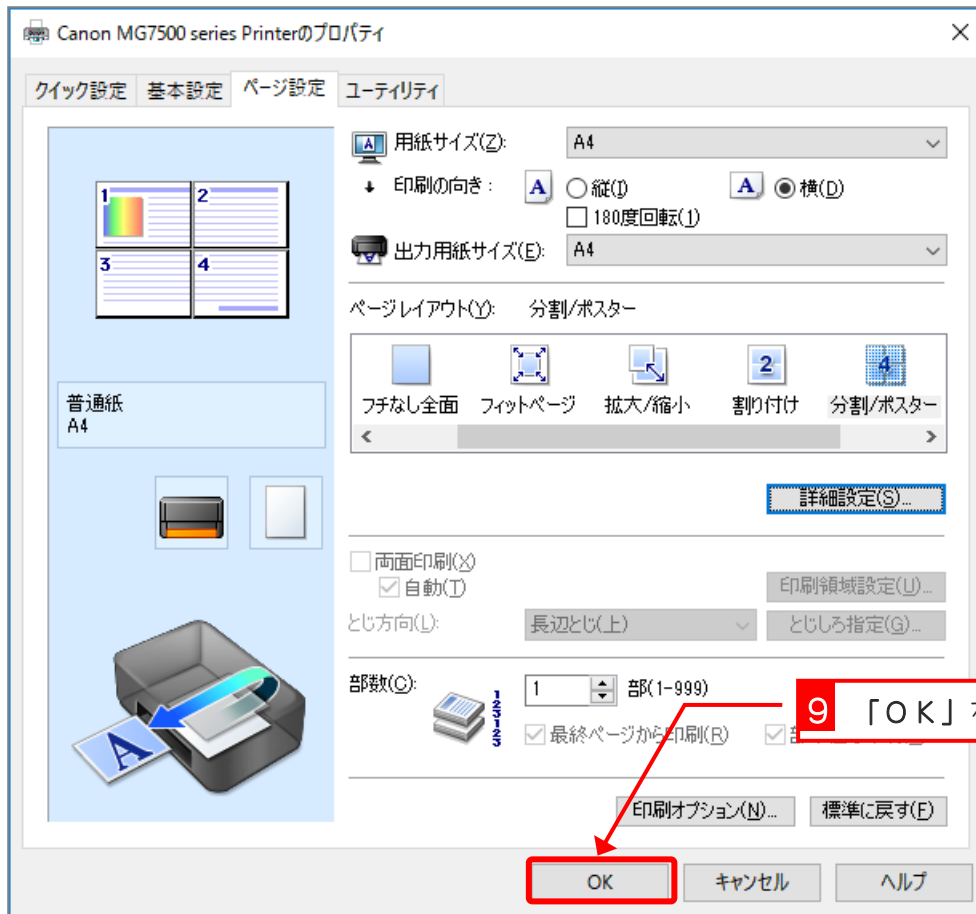 Canon MG7500 series Printerのプロパティ
クイック設定 基本設定 ページ設定 ユーティリティ
用紙サイズ(Z): A4
印刷の向き: A 縦(I) A 横(D)
180度回転(1)
出力用紙サイズ(E): A4
1 2
3 4
ページレイアウト(Y): 分割/ポスター
2 4
フチなし全面 フィットページ 拡大/縮小 割り付け 分割/ポスター
普通紙
A4
詳細設定(S)...
両面印刷(X)
自動(T)
印刷領域設定(U)...
とじ方向(L): 長辺とじ(上) とじしろ指定(G)...
部数(C): 1 部(1-999)
123123
9 「OK」
最終ページから印刷(R)
A
印刷オプション(N)... 標準に戻す(F)
OK キャンセル ヘルプ